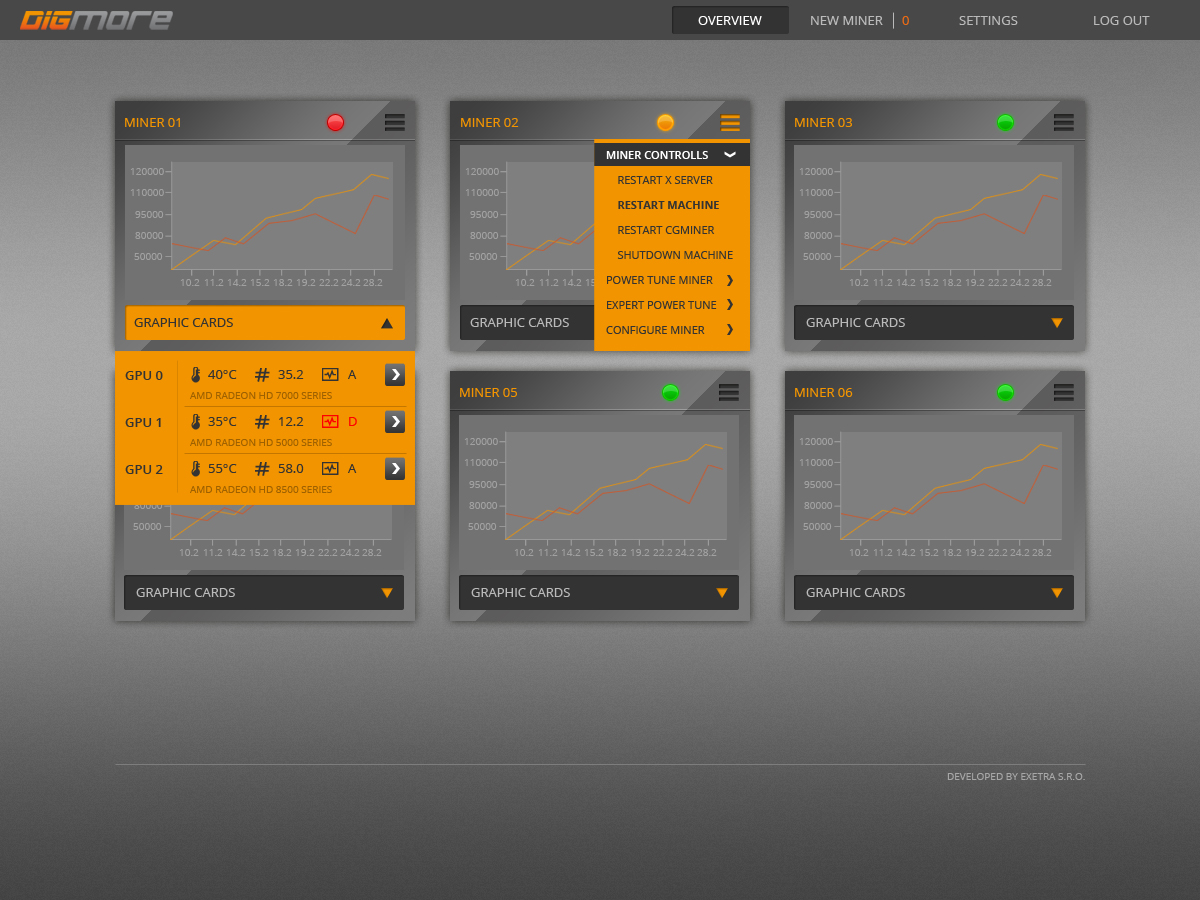 DIGMORE
OVERVIEW
NEW MINER | 0
SETTINGS
LOG OUT
MINER 01
120000
110000
95000
80000
50000
10.2 11.2 14.2 15.2 18.2 19.2 22.2 24.2 28.2
GRAPHIC CARDS
GPU 0 40°C # 35.2 A
AMD RADEON HD 7000 SERIES
GPU 1 35°C # 12.2 D
AMD RADEON HD 5000 SERIES
GPU 2 55°C # 58.0 A
AMD RADEON HD 8500 SERIES
MINER 02
120000
110000
95000
80000
50000
10.2 11.2 14.2 15
GRAPHIC CARDS
MINER CONTROLLS
RESTART X SERVER
RESTART MACHINE
RESTART CGMINER
SHUTDOWN MACHINE
POWER TUNE MINER
EXPERT POWER TUNE
CONFIGURE MINER
MINER 03
120000
110000
95000
80000
50000
10.2 11.2 14.2 15.2 18.2 19.2 22.2 24.2 28.2
GRAPHIC CARDS
80000
50000
10.2 11.2 14.2 15.2 18.2 19.2 22.2 24.2 28.2
GRAPHIC CARDS
MINER 05
120000
110000
95000
80000
50000
10.2 11.2 14.2 15.2 18.2 19.2 22.2 24.2 28.2
GRAPHIC CARDS
MINER 06
120000
110000
95000
80000
50000
10.2 11.2 14.2 15.2 18.2 19.2 22.2 24.2 28.2
GRAPHIC CARDS
DEVELOPED BY EXETRA S.R.O.